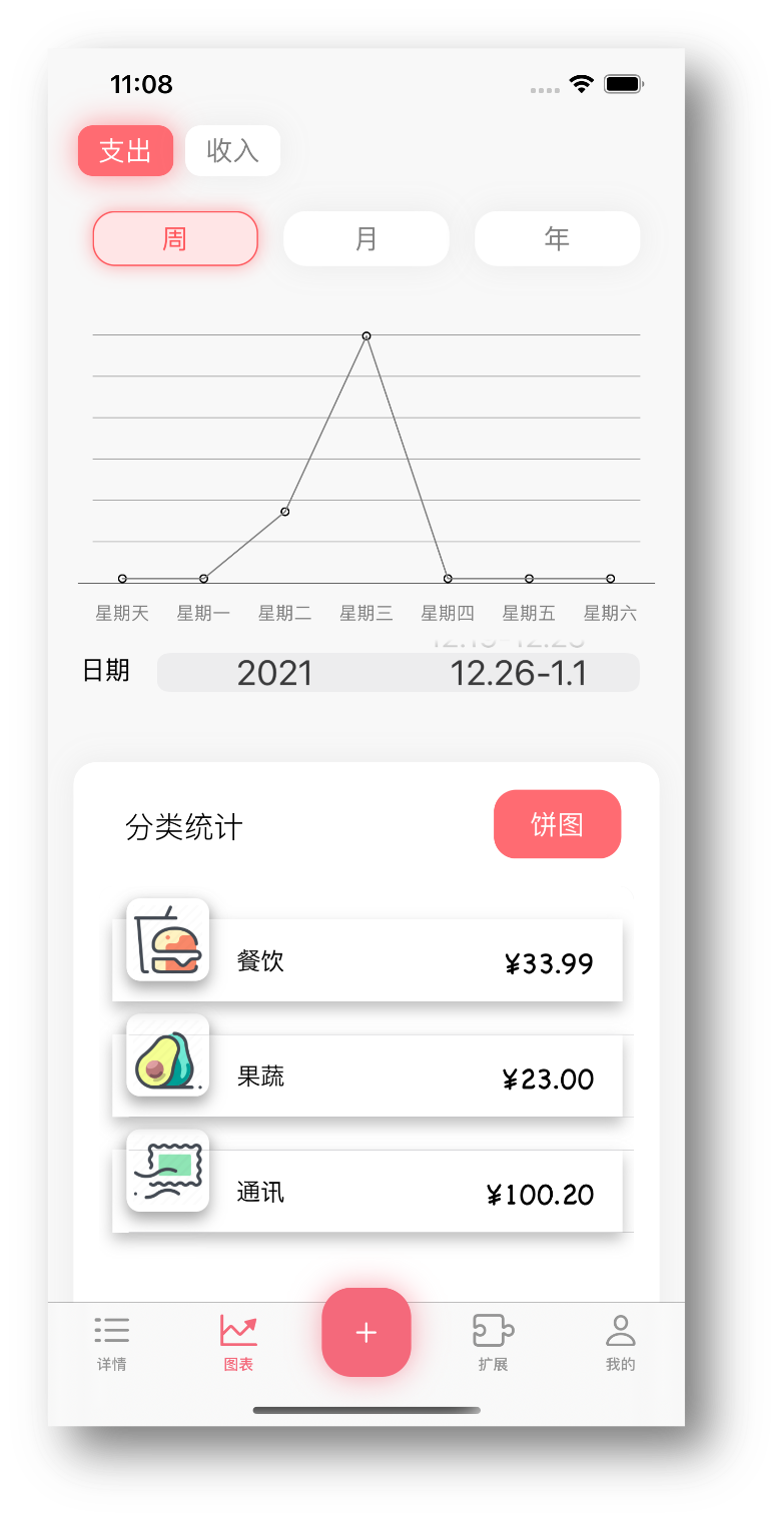 11:08
支出 收入
周 月 年
星期天 星期一 星期二 星期三 星期四 星期五 星期六
日期 2021 12.26-1.1
分类统计 饼图
餐饮 ¥33.99
果蔬 ¥23.00
通讯 ¥100.20
+
详情 图表 扩展 我的